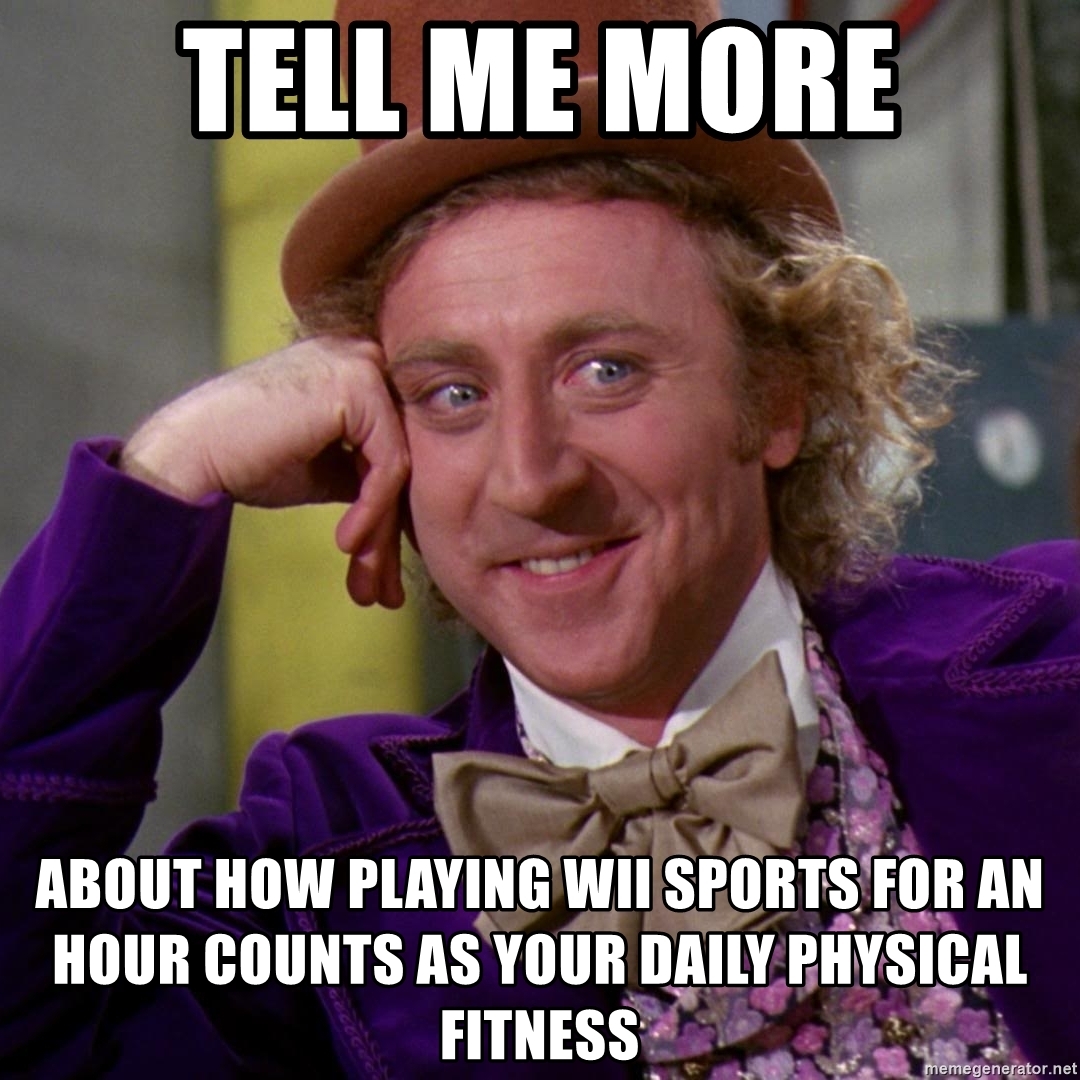 TELL ME MORE
ABOUT HOW PLAYING WII SPORTS FOR AN
HOUR COUNTS AS YOUR DAILY PHYSICAL
FITNESS
memegenerator.net